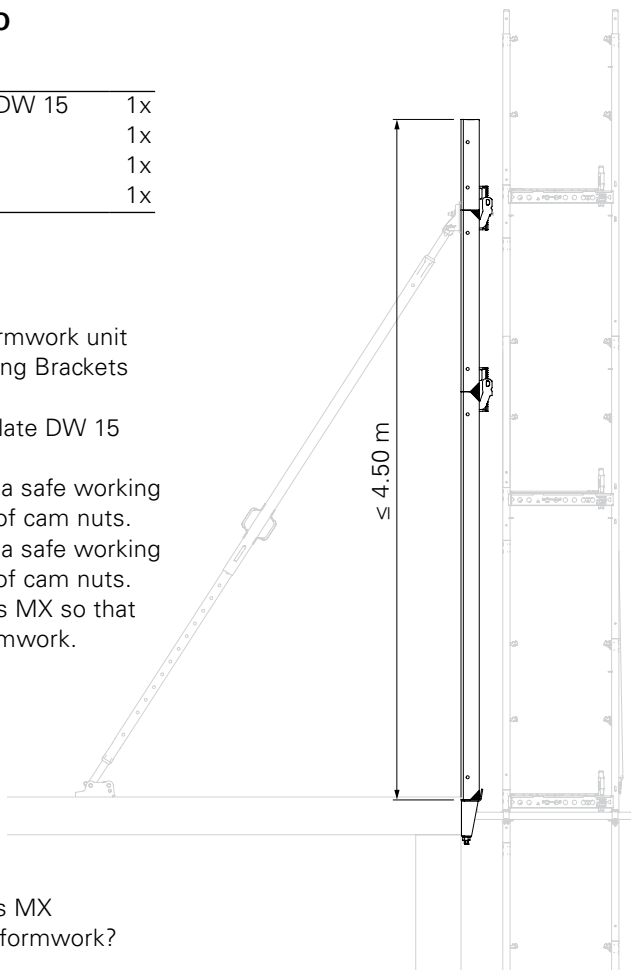 DW 15 1x
1x
1x
1x
rmwork unit
ng Brackets
late DW 15
a safe working
of cam nuts.
a safe working
of cam nuts.
s MX so that
mwork.
≤ 4.50 m
s MX
formwork?